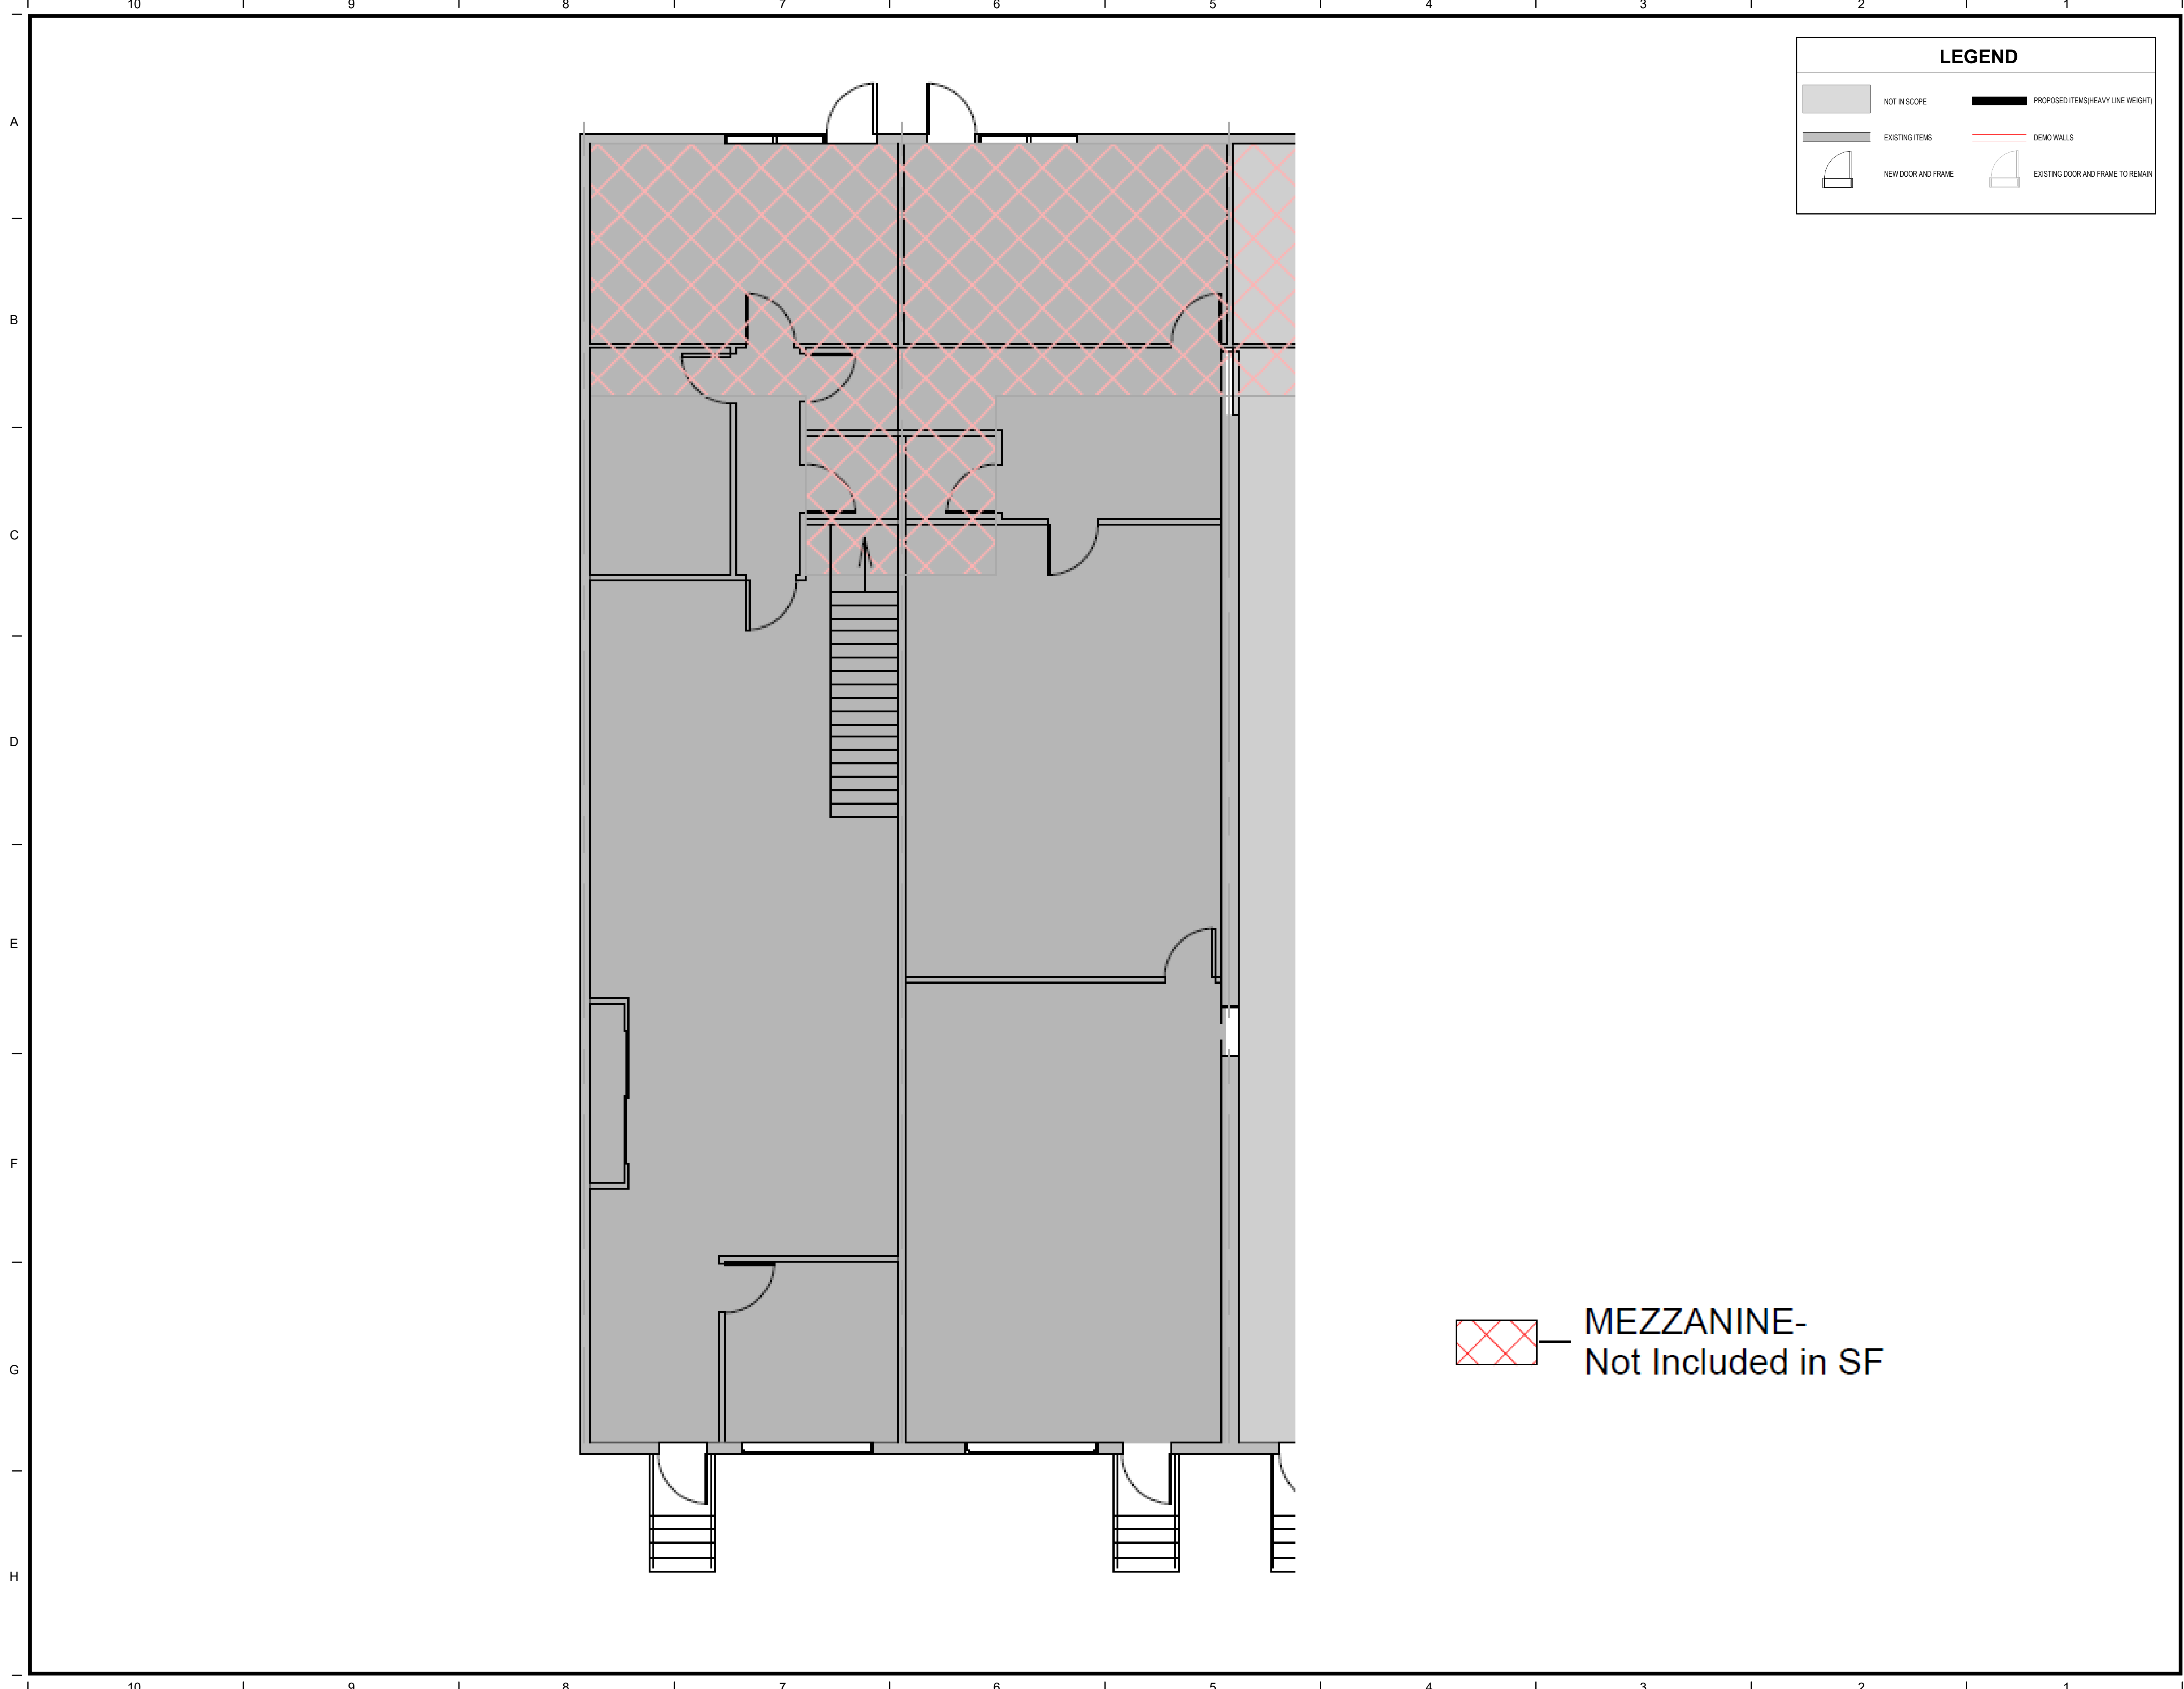 10 9 8 7 6 5 4 3 2 1
LEGEND
NOT IN SCOPE
PROPOSED ITEMS(HEAVY LINE WEIGHT)
EXISTING ITEMS
DEMO WALLS
NEW DOOR AND FRAME
EXISTING DOOR AND FRAME TO REMAIN
A
B
C
D
E
F
G
H
MEZZANINE-
Not Included in SF
10 9 8 7 6 5 4 3 2 1